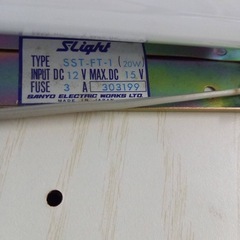 SLight
TYPE SST-FT-1 (20W)
INPUT DC 12 V MAX. DC 15 V
FUSE 3 A 303199
SANYO ELECTRIC WORKS LTD.
MADE IN JAPAN